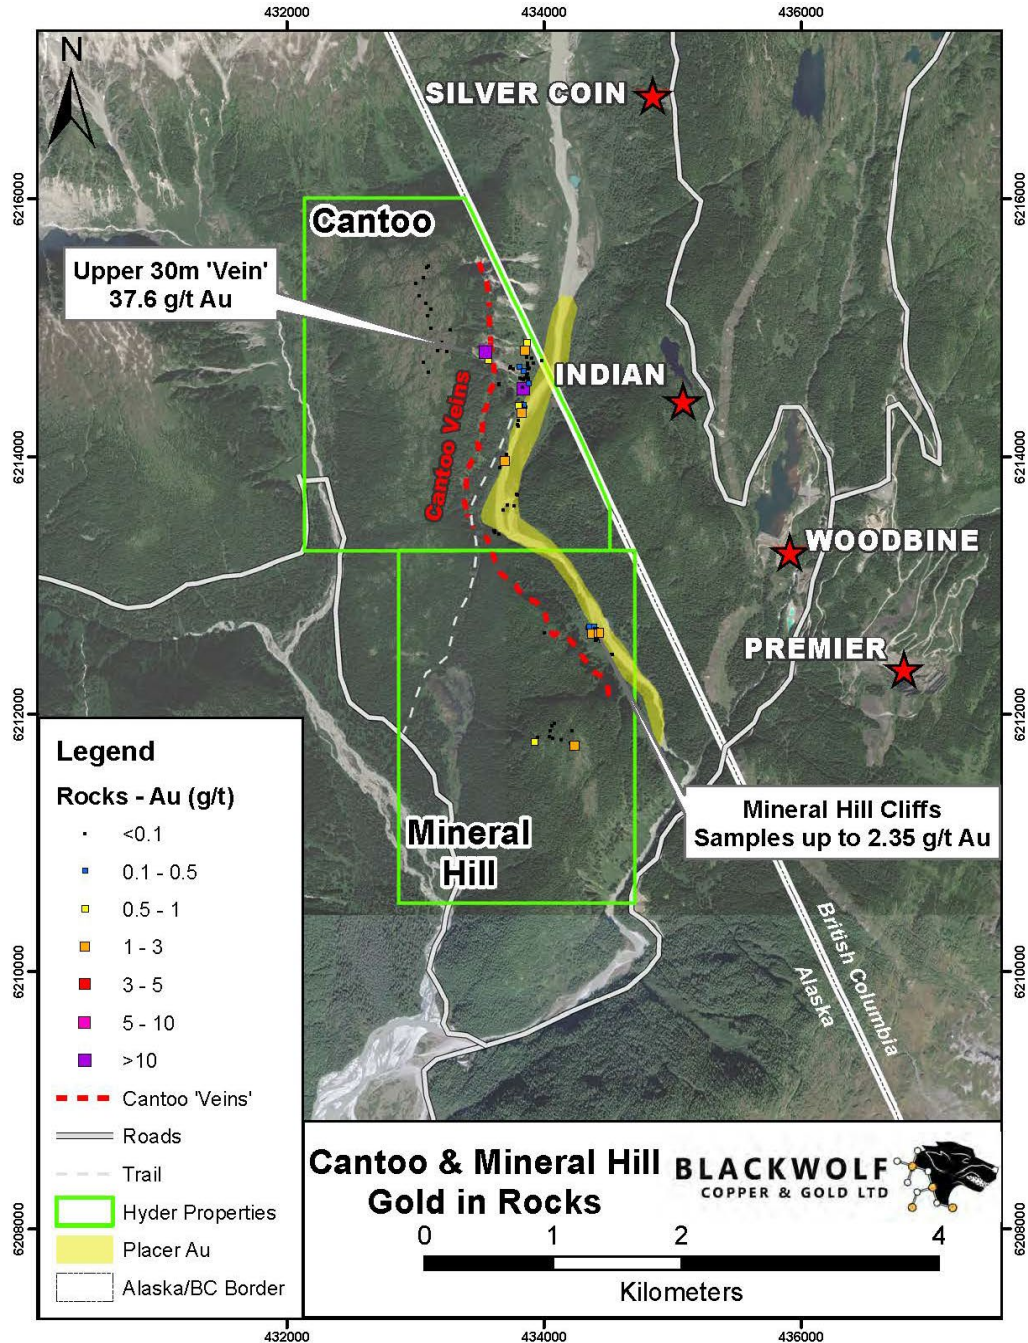 432000
434000
436000
N
SILVER COIN
6216000
6216000
Cantoo
Upper 30m 'Vein'
37.6 g/t Au
INDIAN
Cantoo Veins
6214000
6214000
WOODBINE
PREMIER
6212000
6212000
Mineral Hill Cliffs
Samples up to 2.35 g/t Au
Mineral
Hill
British Columbia
Alaska
6210000
6210000
Legend
Rocks - Au (g/t)
<0.1
0.1 - 0.5
0.5 - 1
1 - 3
3 - 5
5 - 10
>10
Cantoo 'Veins'
Roads
Trail
Hyder Properties
Placer Au
Alaska/BC Border
Cantoo & Mineral Hill
Gold in Rocks
BLACKWOLF
COPPER & GOLD LTD
0
1
2
4
Kilometers
6208000
6208000
432000
434000
436000